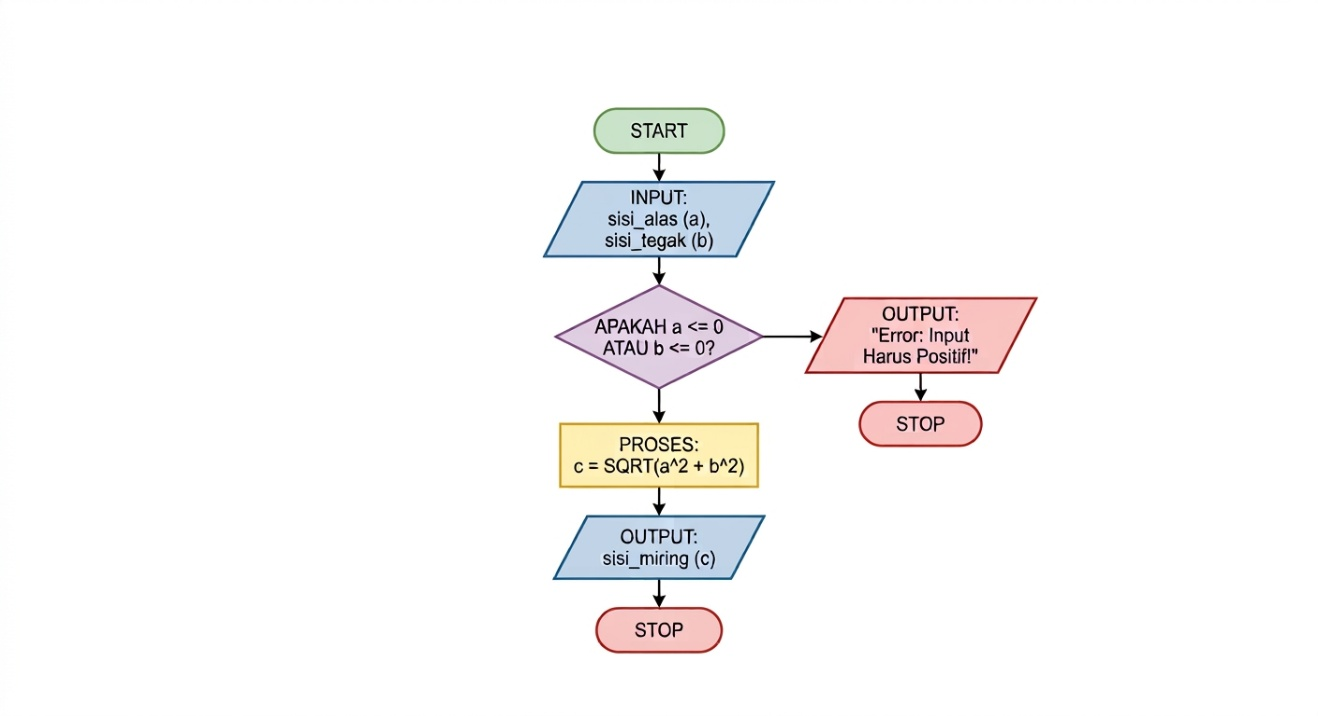 START
INPUT:
sisi_alas (a),
sisi_tegak (b)
APAKAH a <= 0
ATAU b <= 0?
OUTPUT:
"Error: Input
Harus Positif!"
STOP
PROSES:
c = SQRT(a^2 + b^2)
OUTPUT:
sisi_miring (c)
STOP